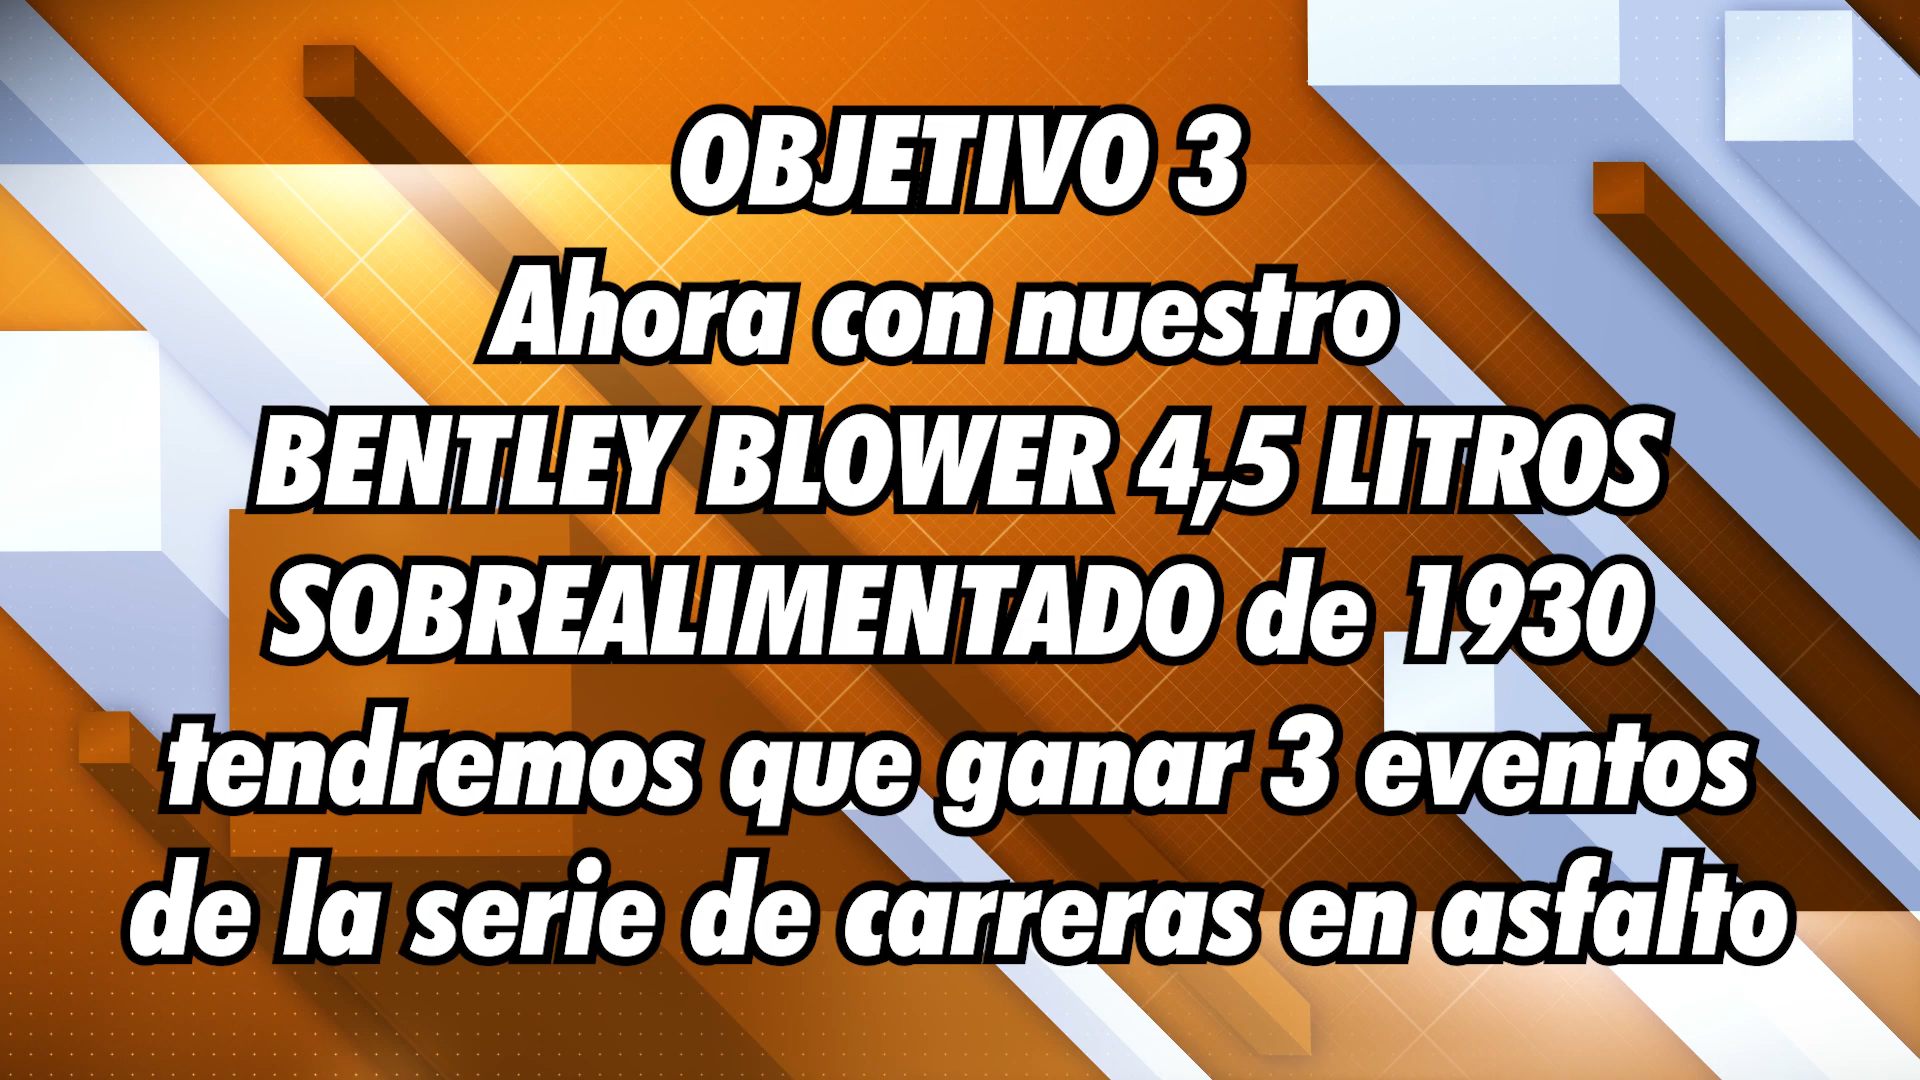 OBJETIVO 3
Ahora con nuestro
BENTLEY BLOWER 4,5 LITROS
SOBREALIMENTADO de 1930
tendremos que ganar 3 eventos
de la serie de carreras en asfalto